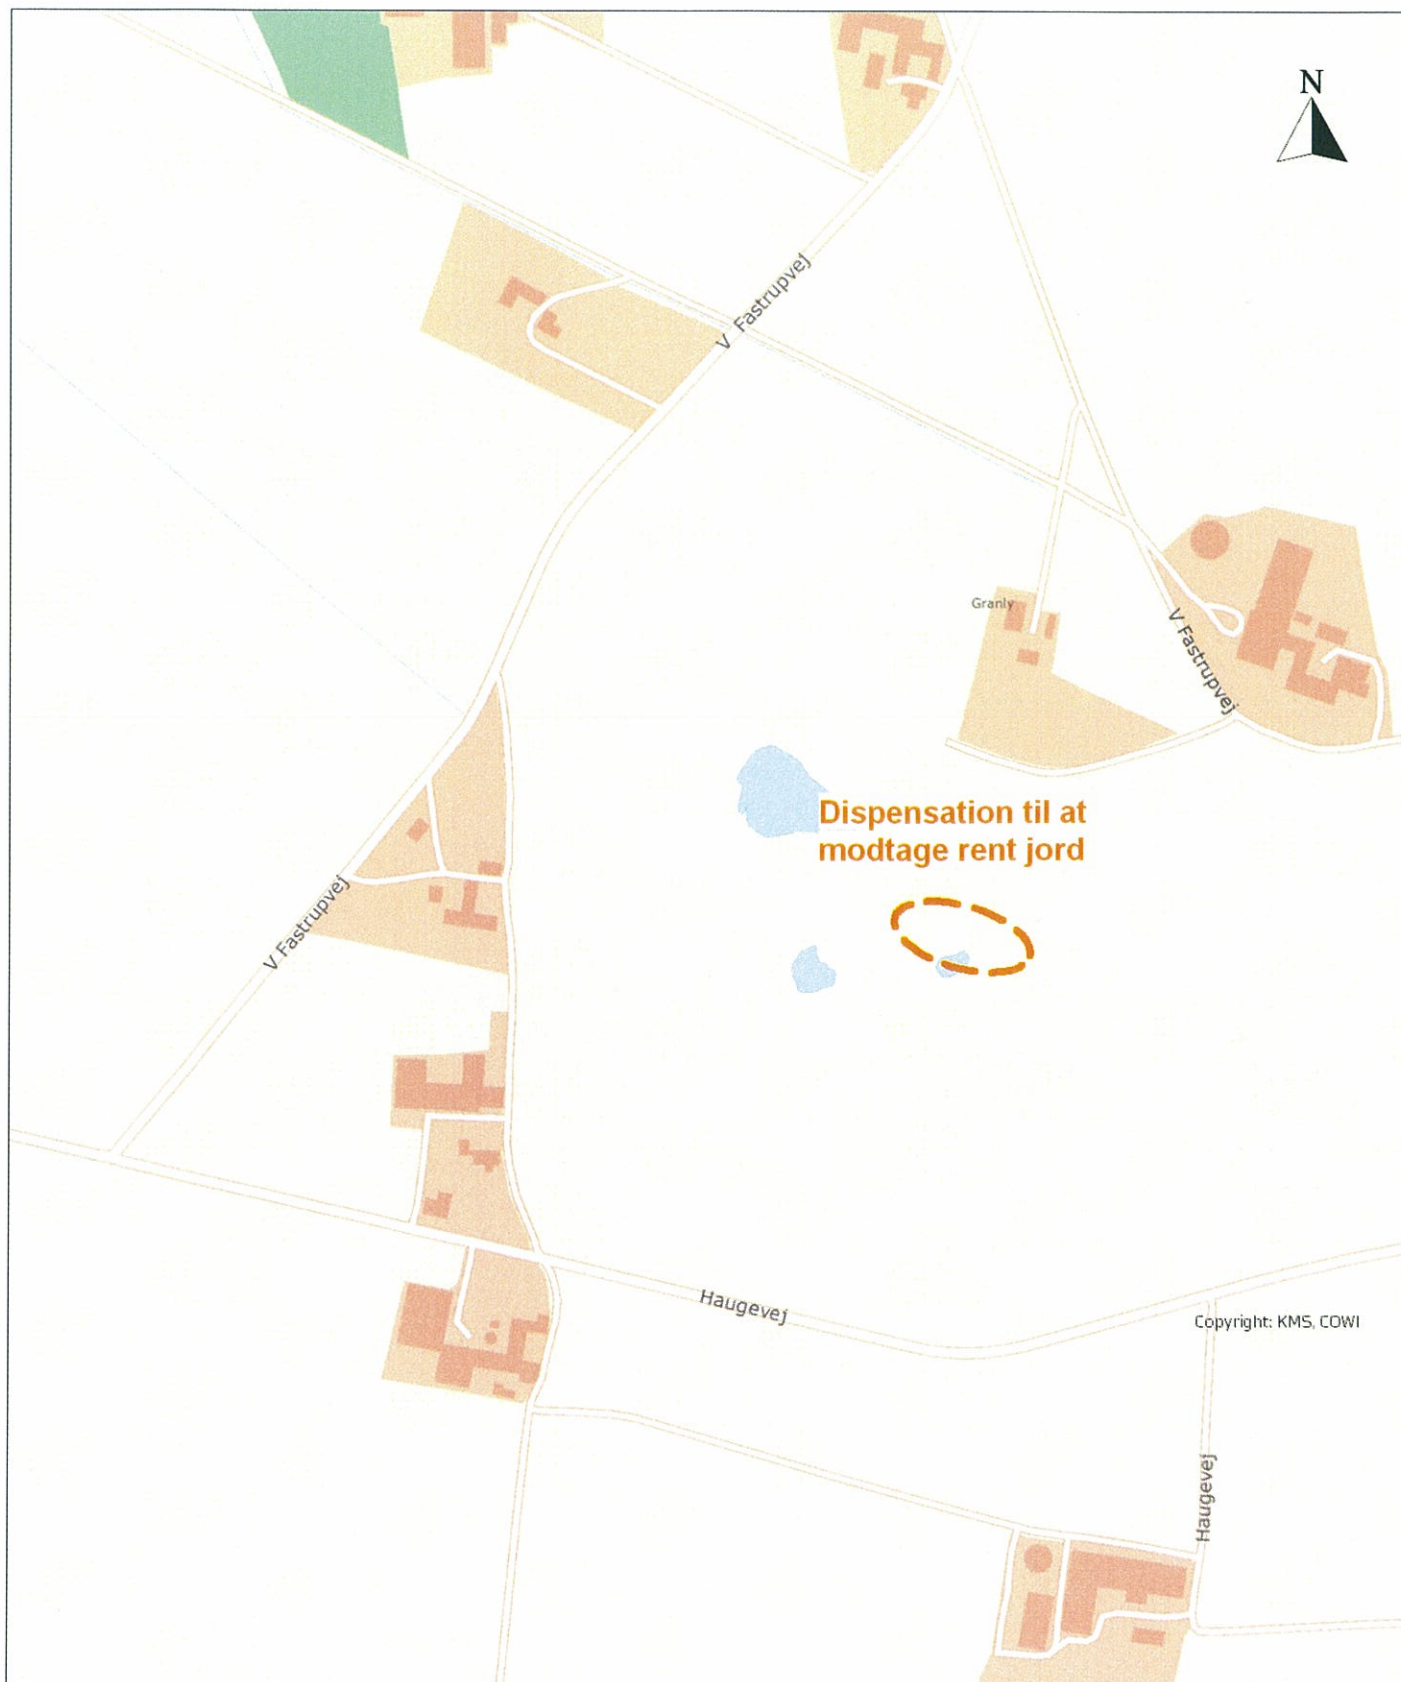 N
V Fastrupvej
Granly
V Fastrupvej
Dispensation til at
modtage rent jord
V Fastrupvej
Haugevej
Copyright: KMS, COWI
Haugevej